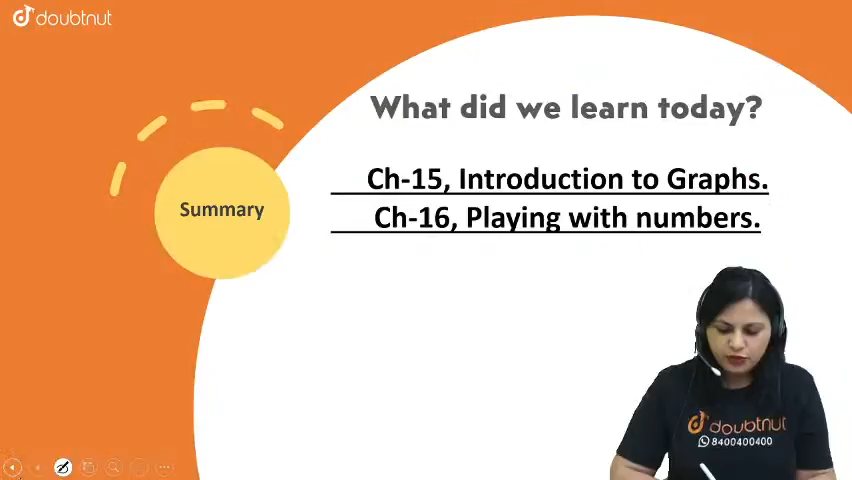 doubtnut
What did we learn today?
Ch-15, Introduction to Graphs.
Ch-16, Playing with numbers.
Summary
doubtnut
8400400400